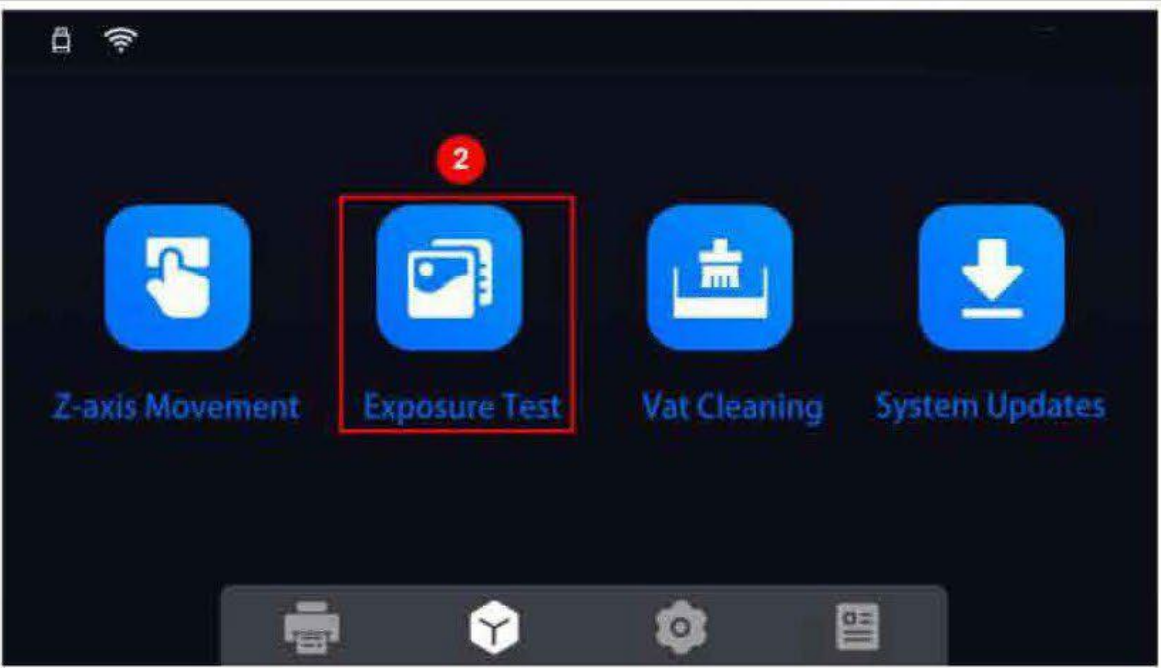 2
Z-axis Movement
Exposure Test
Vat Cleaning
System Updates